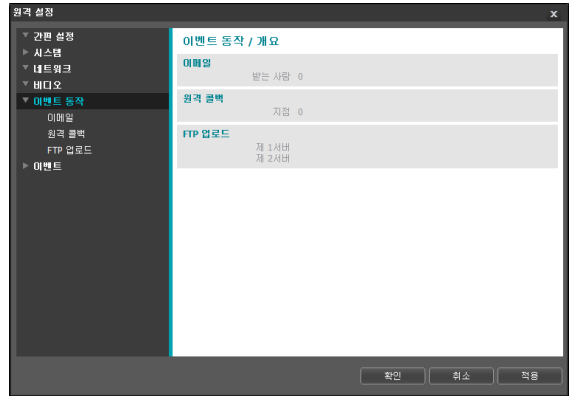 원격 설정
x
간편 설정
시스템
네트워크
비디오
이벤트 동작
이메일
원격 콜백
FTP 업로드
이벤트
이벤트 동작 / 개요
이메일
받는 사람 0
원격 콜백
지점 0
FTP 업로드
제 1서버
제 2서버
확인
취소
적용